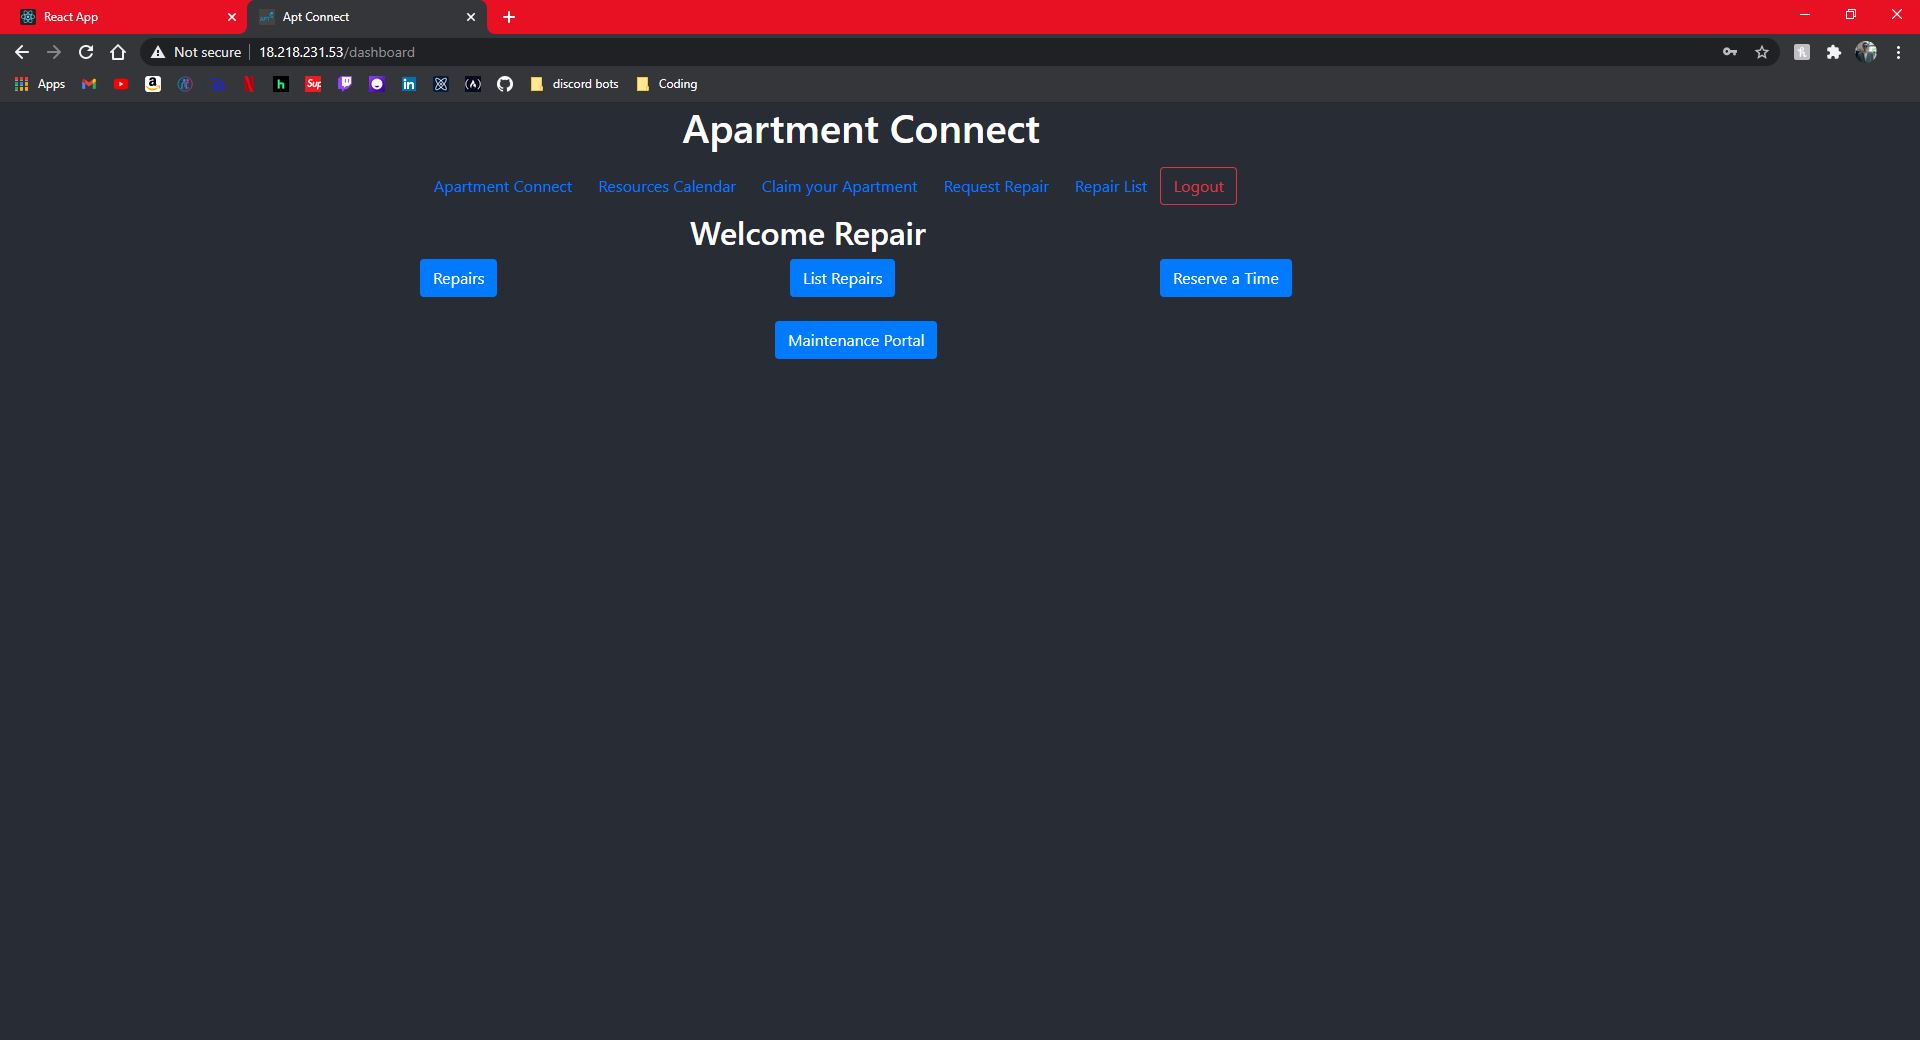 React App
Apt Connect
Not secure 18.218.231.53/dashboard
Apps
discord bots
Coding
Apartment Connect
Apartment Connect Resources Calendar Claim your Apartment Request Repair Repair List Logout
Welcome Repair
Repairs List Repairs Reserve a Time
Maintenance Portal